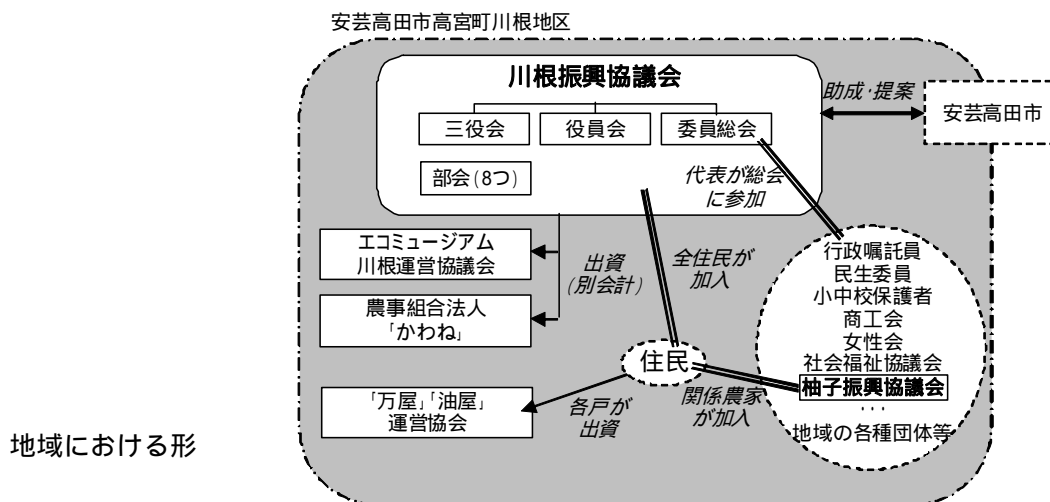 安芸高田市高宮町川根地区
川根振興協議会
三役会
役員会
委員総会
部会(8つ)
助成・提案
安芸高田市
代表が総会
に参加
エコミュージアム
川根運営協議会
出資
(別会計)
全住民が
加入
農事組合法人
「かわね」
行政嘱託員
民生委員
小中校保護者
商工会
女性会
社会福祉協議会
柚子振興協議会
...
地域の各種団体等
住民
「万屋」「油屋」
運営協会
各戸が
出資
関係農家
が加入
地域における形